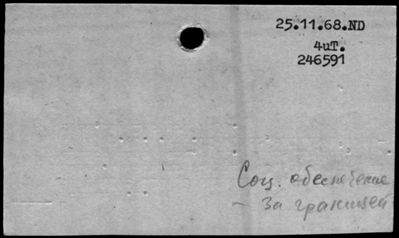 25.11.68.ND
4uT.
246591
Соц. обеспечение
– за границей